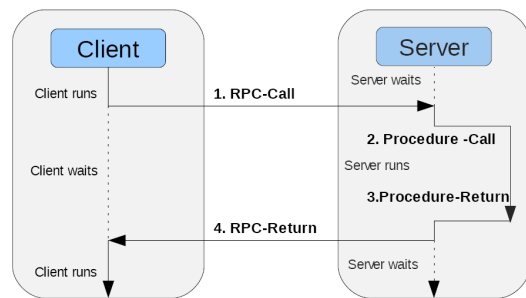 Client
Server
Server waits
Client runs
1. RPC-Call
2. Procedure -Call
Server runs
Client waits
3.Procedure-Return
4. RPC-Return
Server waits
Client runs